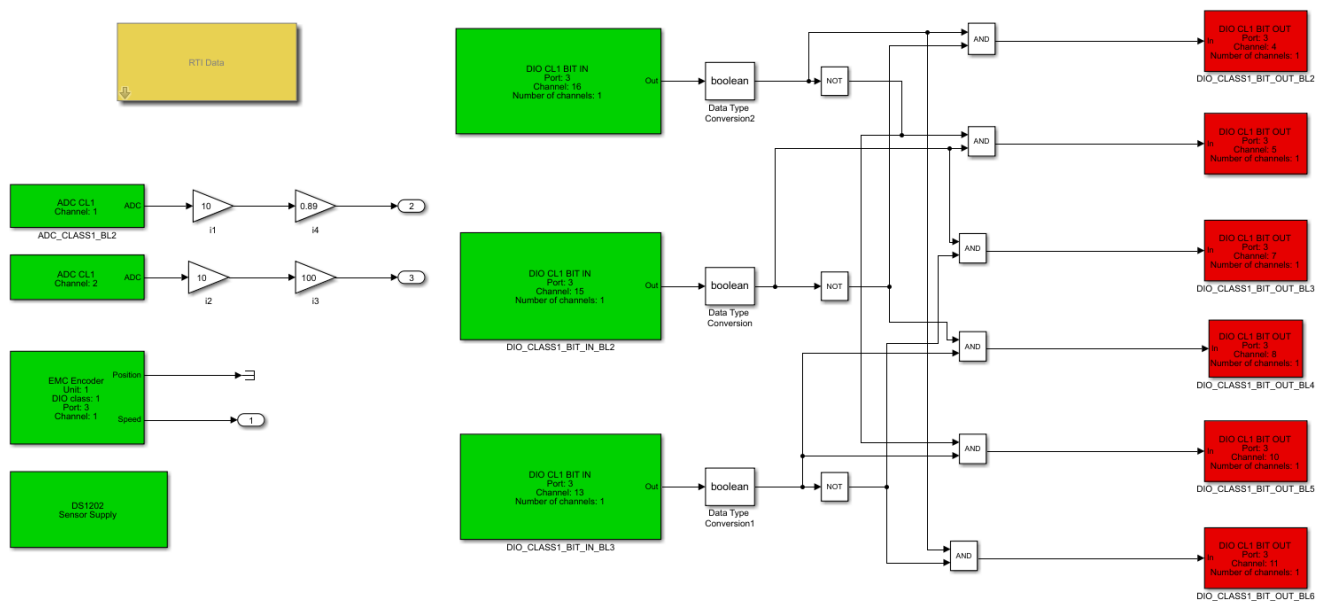 RTI Data
ADC CL1
Channel: 1
ADC
ADC_CLASS1_BL2
10
i1
0.89
i4
2
ADC CL1
Channel: 2
ADC
10
i2
100
i3
3
EMC Encoder
Unit: 1
DIO class: 1
Port: 3
Channel: 1
Position
Speed
1
DS1202
Sensor Supply
DIO CL1 BIT IN
Port: 3
Channel: 16
Number of channels: 1
Out
boolean
Data Type
Conversion2
NOT
DIO CL1 BIT IN
Port: 3
Channel: 15
Number of channels: 1
Out
DIO_CLASS1_BIT_IN_BL2
boolean
Data Type
Conversion
NOT
DIO CL1 BIT IN
Port: 3
Channel: 13
Number of channels: 1
Out
DIO_CLASS1_BIT_IN_BL3
boolean
Data Type
Conversion1
NOT
AND
In
DIO CL1 BIT OUT
Port: 3
Channel: 4
Number of channels: 1
DIO_CLASS1_BIT_OUT_BL2
AND
In
DIO CL1 BIT OUT
Port: 3
Channel: 5
Number of channels: 1
AND
In
DIO CL1 BIT OUT
Port: 3
Channel: 7
Number of channels: 1
DIO_CLASS1_BIT_OUT_BL3
AND
In
DIO CL1 BIT OUT
Port: 3
Channel: 8
Number of channels: 1
DIO_CLASS1_BIT_OUT_BL4
AND
In
DIO CL1 BIT OUT
Port: 3
Channel: 10
Number of channels: 1
DIO_CLASS1_BIT_OUT_BL5
AND
In
DIO CL1 BIT OUT
Port: 3
Channel: 11
Number of channels: 1
DIO_CLASS1_BIT_OUT_BL6